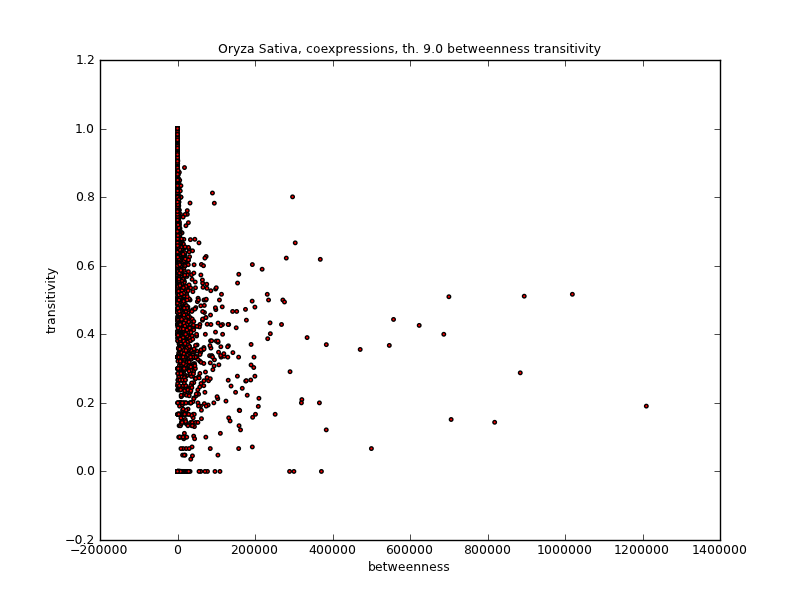 Oryza Sativa, coexpressions, th. 9.0 betweenness transitivity
1.2
1.0
0.8
0.6
0.4
0.2
0.0
−0.2
transitivity
−200000 0 200000 400000 600000 800000 1000000 1200000 1400000
betweenness